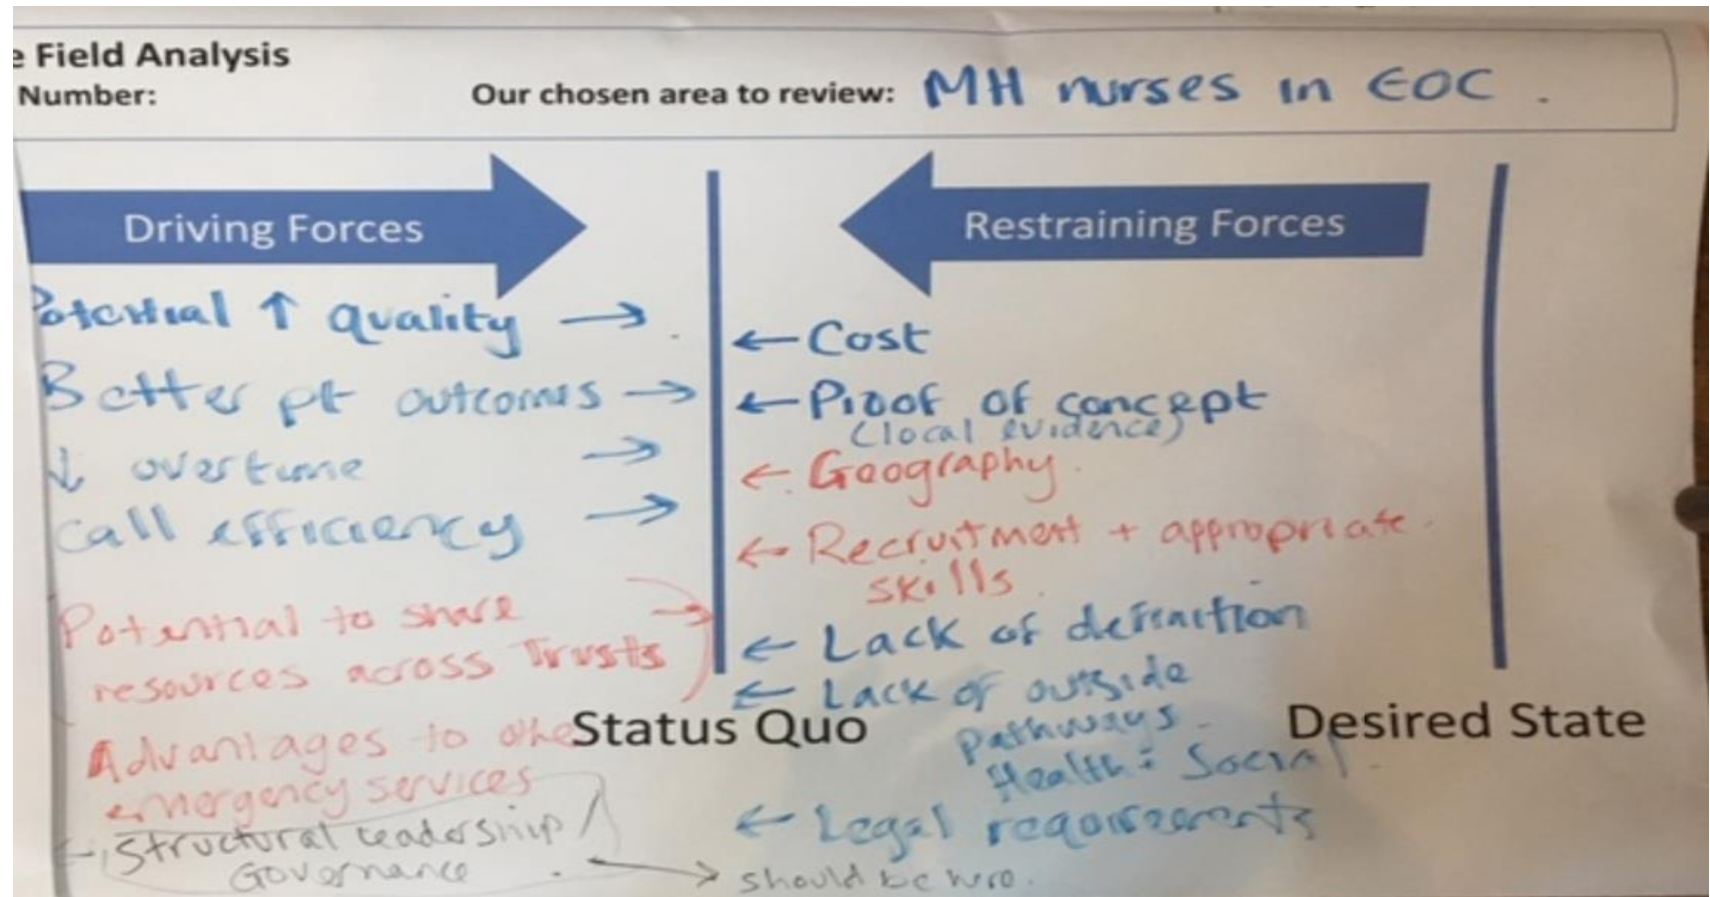 e Field Analysis
Number:
Our chosen area to review: MH nurses in EOC .
Driving Forces
Potential ↑ quality →
Better pt outcomes →
↓ overtime →
Call efficiency →
Potential to share →
resources across Trusts
Advantages to othe
emergency services
← Structural leadership /
Governance → should be here.
Restraining Forces
← Cost
← Proof of concept
(local evidence)
← Geography.
← Recruitment + appropriate
skills.
← Lack of definition
← Lack of outside
pathways
Health + Social.
← Legal requirements
Status Quo
Desired State